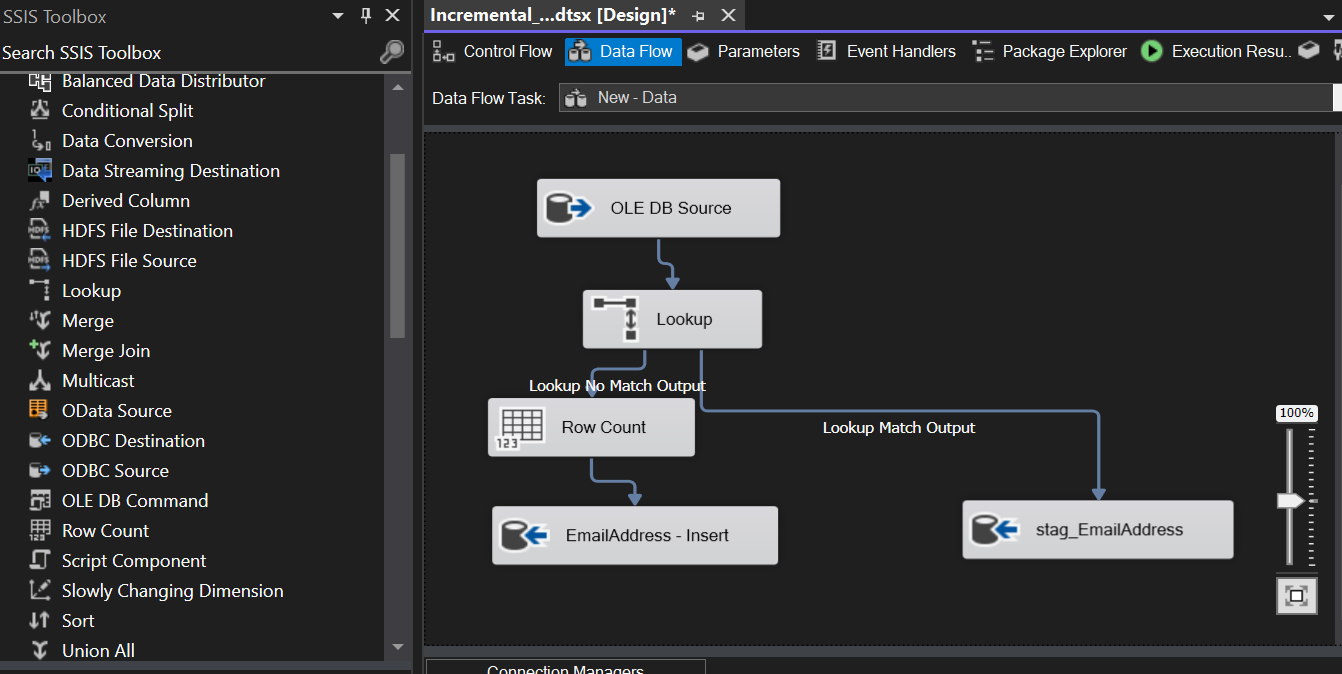 SSIS Toolbox
Search SSIS Toolbox
Balanced Data Distributor
Conditional Split
Data Conversion
Data Streaming Destination
Derived Column
HDFS File Destination
HDFS File Source
Lookup
Merge
Merge Join
Multicast
OData Source
ODBC Destination
ODBC Source
OLE DB Command
Row Count
Script Component
Slowly Changing Dimension
Sort
Union All
Incremental_...dtsx [Design]*
Control Flow
Data Flow
Parameters
Event Handlers
Package Explorer
Execution Resu..
Data Flow Task:
New - Data
OLE DB Source
Lookup
Lookup No Match Output
Row Count
123
Lookup Match Output
EmailAddress - Insert
stag_EmailAddress
100%
Connection Managers